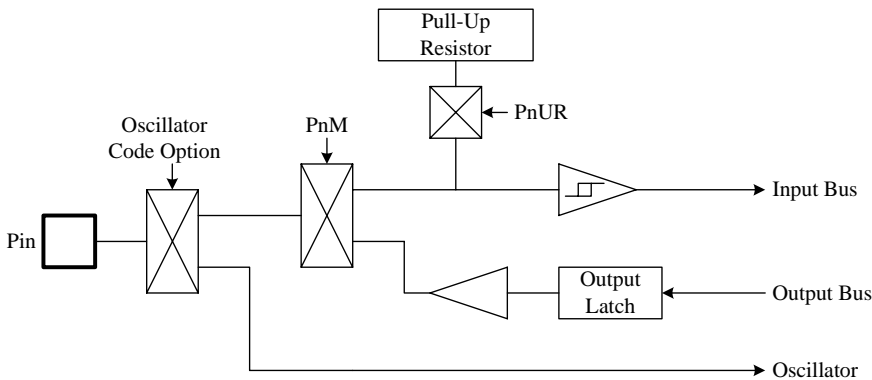 Pull-Up
Resistor
PnUR
Oscillator
Code Option
PnM
Input Bus
Pin
Output
Latch
Output Bus
Oscillator